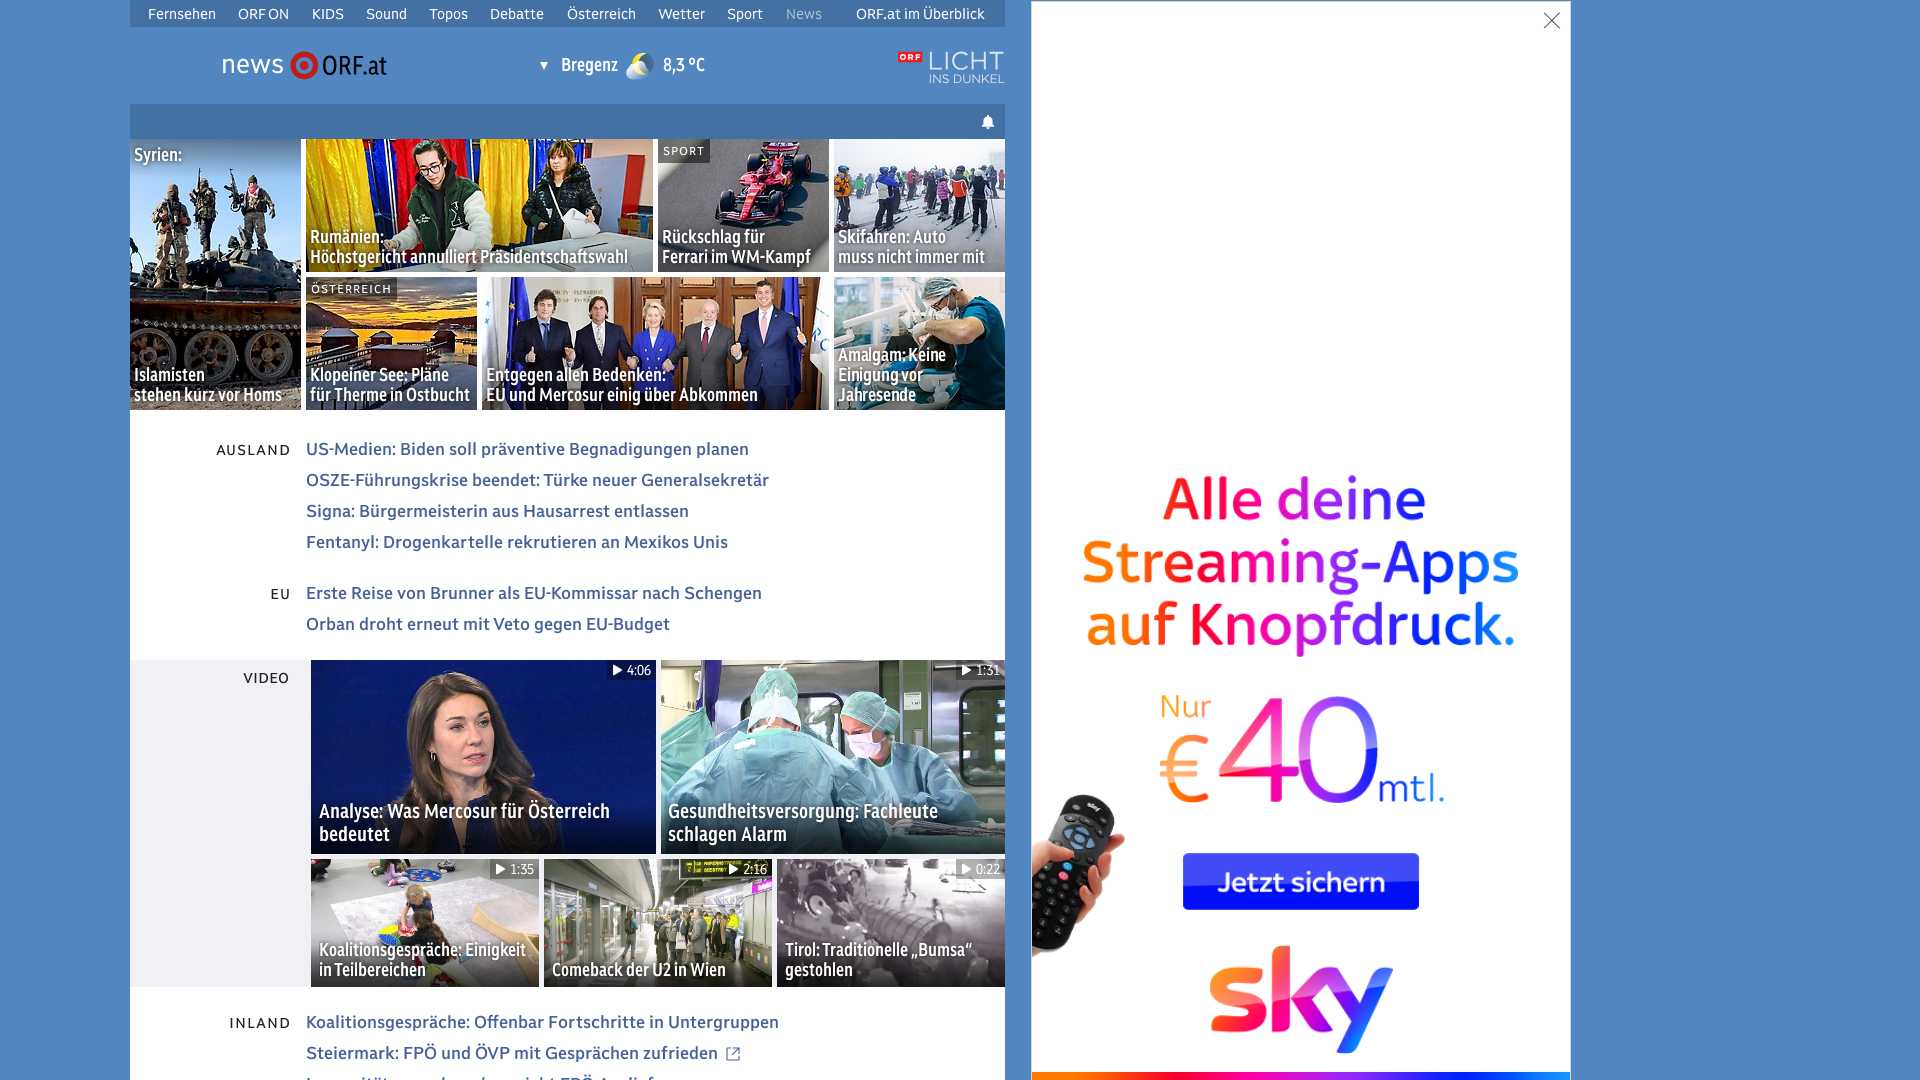 Fernsehen ORF ON KIDS Sound Topos Debatte Österreich Wetter Sport News ORF.at im Überblick
news ORF.at
▼ Bregenz 8,3 °C
ORF LICHT
INS DUNKEL
Syrien:
Islamisten
stehen kurz vor Homs
Rumänien:
Höchstgericht annulliert Präsidentschaftswahl
SPORT
Rückschlag für
Ferrari im WM-Kampf
Skifahren: Auto
muss nicht immer mit
ÖSTERREICH
Klopeiner See: Pläne
für Therme in Ostbucht
Entgegen allen Bedenken:
EU und Mercosur einig über Abkommen
Amalgam: Keine
Einigung vor
Jahresende
AUSLAND
US-Medien: Biden soll präventive Begnadigungen planen
OSZE-Führungskrise beendet: Türke neuer Generalsekretär
Signa: Bürgermeisterin aus Hausarrest entlassen
Fentanyl: Drogenkartelle rekrutieren an Mexikos Unis
EU
Erste Reise von Brunner als EU-Kommissar nach Schengen
Orban droht erneut mit Veto gegen EU-Budget
VIDEO
4:06
Analyse: Was Mercosur für Österreich
bedeutet
1:31
Gesundheitsversorgung: Fachleute
schlagen Alarm
1:35
Koalitionsgespräche: Einigkeit
in Teilbereichen
2:16
Comeback der U2 in Wien
0:22
Tirol: Traditionelle „Bumsa“
gestohlen
INLAND
Koalitionsgespräche: Offenbar Fortschritte in Untergruppen
Steiermark: FPÖ und ÖVP mit Gesprächen zufrieden
Alle deine
Streaming-Apps
auf Knopfdruck.
Nur
€40 mtl.
Jetzt sichern
sky